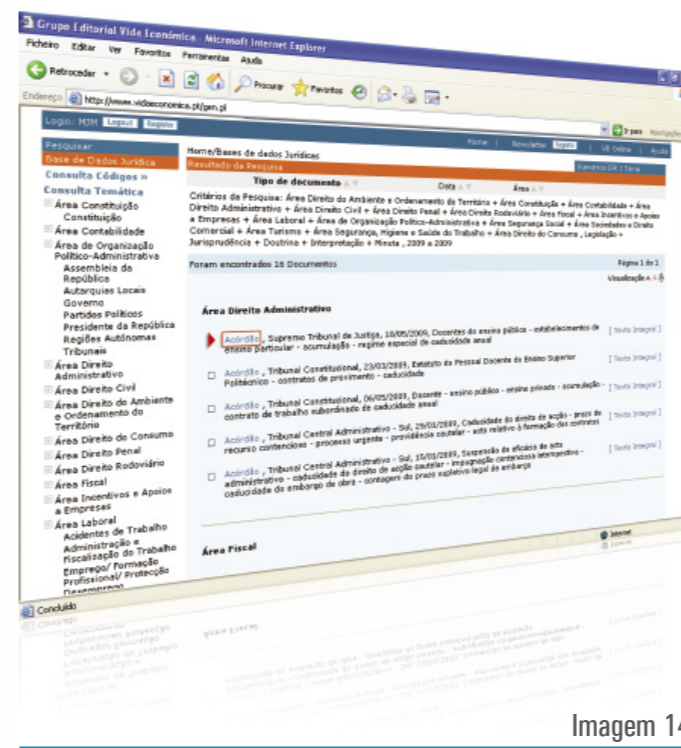 Grupo Editorial Vida Económica - Microsoft Internet Explorer
Ficheiro Editar Ver Favoritos Ferramentas Ajuda
Retroceder Procurar Favoritos
Endereço http://www.vidaeconomica.pt/gen.pl Ir para
Login: MJM Logout Registo
Home | Newsletter Registo | VE Online | Ajuda
Pesquisar
Base de Dados Jurídica
Consulta Códigos »
Consulta Temática
Área Constituição
Constituição
Área Contabilidade
Área de Organização
Político-Administrativa
Assembleia da
República
Autarquias Locais
Governo
Partidos Políticos
Presidente da República
Regiões Autónomas
Tribunais
Área Direito
Administrativo
Área Direito Civil
Área Direito do Ambiente
e Ordenamento do
Território
Área Direito do Consumo
Área Direito Penal
Área Direito Rodoviário
Área Fiscal
Área Incentivos e Apoios
a Empresas
Área Laboral
Acidentes de Trabalho
Administração e
Fiscalização do Trabalho
Emprego/ Formação
Profissional/ Protecção
Desemprego
Home/Bases de dados Jurídicas
Resultado da Pesquisa
Sumários DR I Série
Tipo de documento Data Área
Critérios da Pesquisa: Área Direito do Ambiente e Ordenamento do Território + Área Constituição + Área Contabilidade + Área
Direito Administrativo + Área Direito Civil + Área Direito Penal + Área Direito Rodoviário + Área Fiscal + Área Incentivos e Apoios
a Empresas + Área Laboral + Área de Organização Político-Administrativa + Área Segurança Social + Área Sociedades e Direito
Comercial + Área Turismo + Área Segurança, Higiene e Saúde do Trabalho + Área Direito do Consumo , Legislação +
Jurisprudência + Doutrina + Interpretação + Minuta , 2009 a 2009
Foram encontrados 16 Documentos Página 1 de 2
Visualização A A A
Área Direito Administrativo
Acórdão , Supremo Tribunal de Justiça, 18/05/2009, Docentes do ensino público - estabelecimentos de
ensino particular - acumulação - regime especial de caducidade anual [ Texto Integral ]
Acórdão , Tribunal Constitucional, 23/03/2009, Estatuto do Pessoal Docente do Ensino Superior
Politécnico - contratos de provimento - caducidade [ Texto Integral ]
Acórdão , Tribunal Constitucional, 06/05/2009, Docente - ensino público - ensino privado - acumulação -
contrato de trabalho subordinado de caducidade anual [ Texto Integral ]
Acórdão , Tribunal Central Administrativo - Sul, 29/01/2009, Caducidade do direito de acção - prazo de
recurso contencioso - processo urgente - providência cautelar - acto relativo à formação dos contratos [ Texto Integral ]
Acórdão , Tribunal Central Administrativo - Sul, 15/01/2009, Suspensão de eficácia de acto
administrativo - caducidade do direito de acção cautelar - impugnação contenciosa intempestiva -
caducidade do embargo de obra - contagem do prazo supletivo legal de embargo [ Texto Integral ]
Área Fiscal
Concluído Internet
Imagem 14